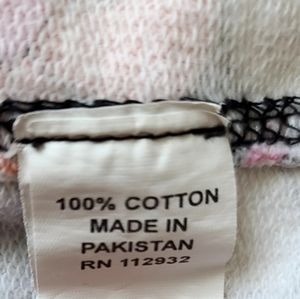 100% COTTON
MADE IN
PAKISTAN
RN 112932